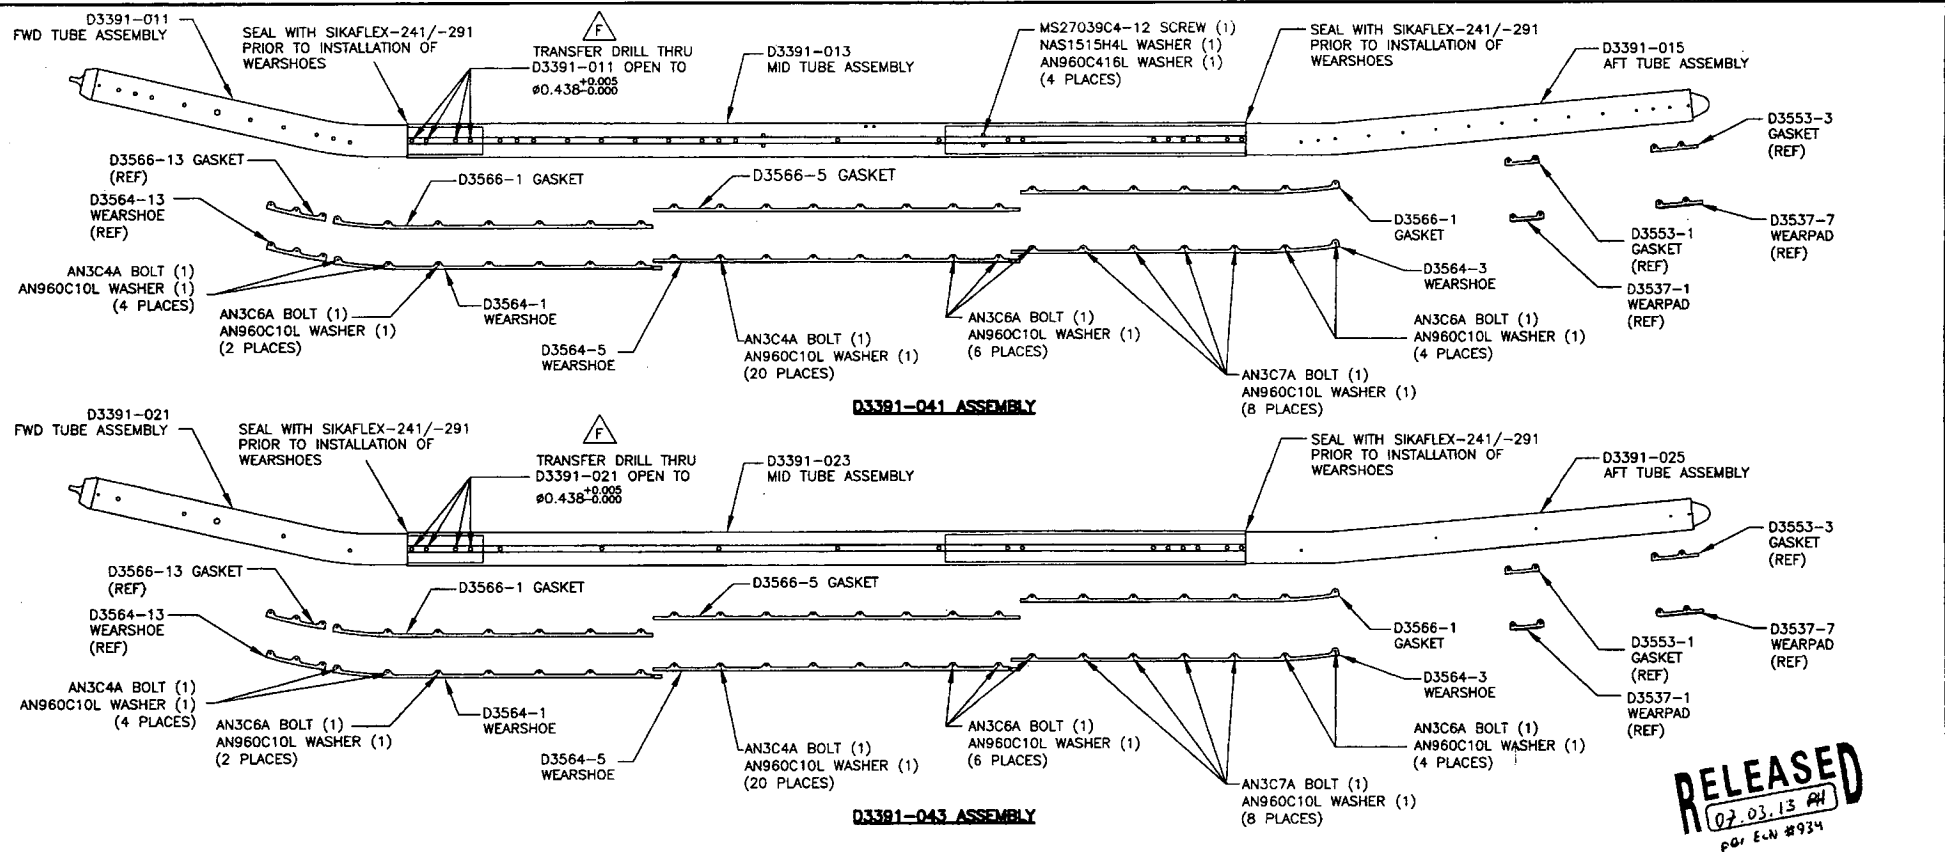 D3391-011
FWD TUBE ASSEMBLY
SEAL WITH SIKAFLEX-241/-291
PRIOR TO INSTALLATION OF
WEARSHOES
F
TRANSFER DRILL THRU
D3391-011 OPEN TO
ø0.438+0.005-0.000
D3391-013
MID TUBE ASSEMBLY
MS27039C4-12 SCREW (1)
NAS1515H4L WASHER (1)
AN960C416L WASHER (1)
(4 PLACES)
SEAL WITH SIKAFLEX-241/-291
PRIOR TO INSTALLATION OF
WEARSHOES
D3391-015
AFT TUBE ASSEMBLY
D3553-3
GASKET
(REF)
D3566-13 GASKET
(REF)
D3566-1 GASKET
D3566-5 GASKET
D3564-13
WEARSHOE
(REF)
D3566-1
GASKET
D3553-1
GASKET
(REF)
D3537-7
WEARPAD
(REF)
AN3C4A BOLT (1)
AN960C10L WASHER (1)
(4 PLACES)
AN3C6A BOLT (1)
AN960C10L WASHER (1)
(2 PLACES)
D3564-1
WEARSHOE
D3564-5
WEARSHOE
AN3C4A BOLT (1)
AN960C10L WASHER (1)
(20 PLACES)
AN3C6A BOLT (1)
AN960C10L WASHER (1)
(6 PLACES)
D3564-3
WEARSHOE
D3537-1
WEARPAD
(REF)
AN3C6A BOLT (1)
AN960C10L WASHER (1)
(4 PLACES)
AN3C7A BOLT (1)
AN960C10L WASHER (1)
(8 PLACES)
D3391-041 ASSEMBLY
D3391-021
FWD TUBE ASSEMBLY
SEAL WITH SIKAFLEX-241/-291
PRIOR TO INSTALLATION OF
WEARSHOES
F
TRANSFER DRILL THRU
D3391-021 OPEN TO
ø0.438+0.005-0.000
D3391-023
MID TUBE ASSEMBLY
SEAL WITH SIKAFLEX-241/-291
PRIOR TO INSTALLATION OF
WEARSHOES
D3391-025
AFT TUBE ASSEMBLY
D3553-3
GASKET
(REF)
D3566-13 GASKET
(REF)
D3566-1 GASKET
D3566-5 GASKET
D3564-13
WEARSHOE
(REF)
D3566-1
GASKET
D3553-1
GASKET
(REF)
D3537-7
WEARPAD
(REF)
AN3C4A BOLT (1)
AN960C10L WASHER (1)
(4 PLACES)
AN3C6A BOLT (1)
AN960C10L WASHER (1)
(2 PLACES)
D3564-1
WEARSHOE
D3564-5
WEARSHOE
AN3C4A BOLT (1)
AN960C10L WASHER (1)
(20 PLACES)
AN3C6A BOLT (1)
AN960C10L WASHER (1)
(6 PLACES)
D3564-3
WEARSHOE
D3537-1
WEARPAD
(REF)
AN3C6A BOLT (1)
AN960C10L WASHER (1)
(4 PLACES)
AN3C7A BOLT (1)
AN960C10L WASHER (1)
(8 PLACES)
D3391-043 ASSEMBLY
RELEASED
07.03.13
per ECN #934